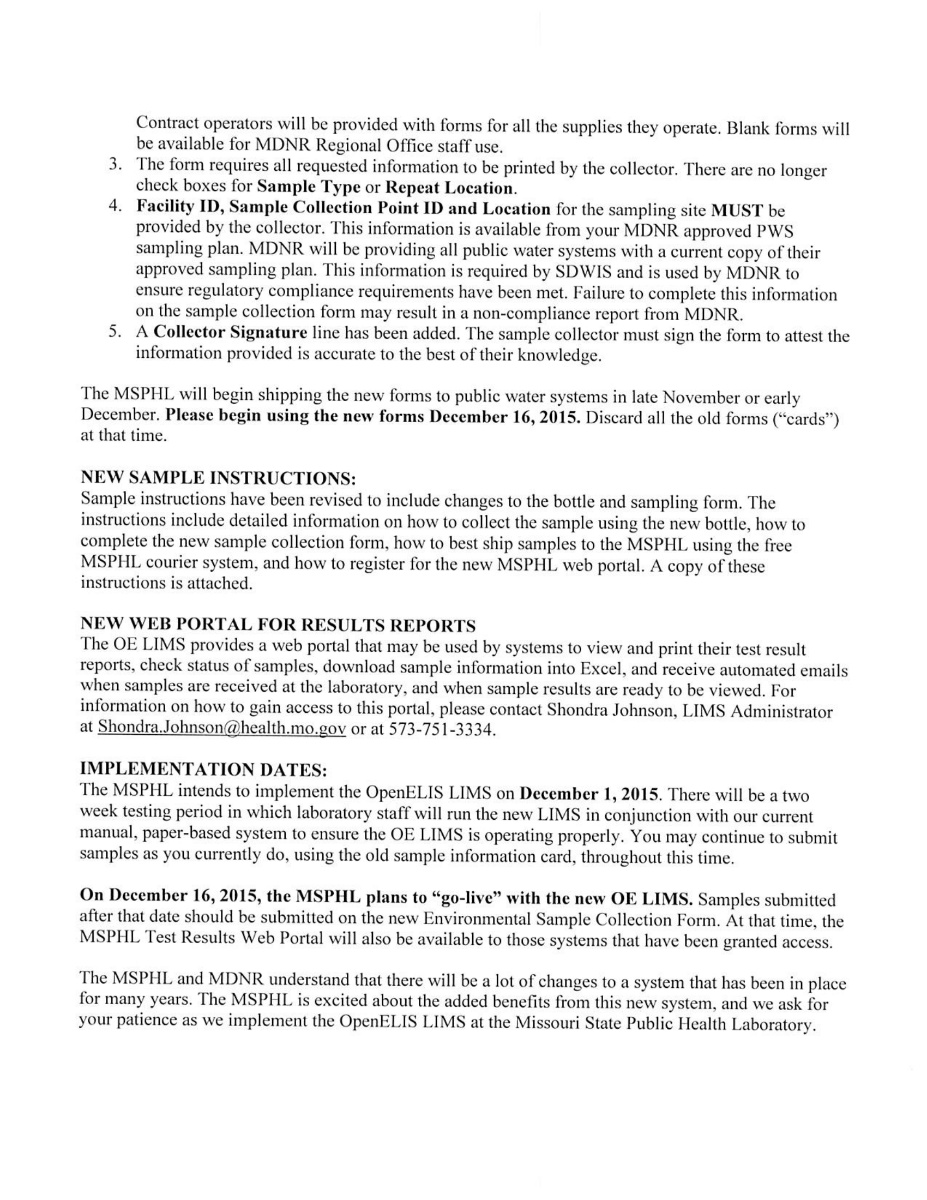 Contract operators will be provided with forms for all the supplies they operate. Blank forms will
be available for MDNR Regional Office staff use.
3. The form requires all requested information to be printed by the collector. There are no longer
check boxes for Sample Type or Repeat Location.
4. Facility ID, Sample Collection Point ID and Location for the sampling site MUST be
provided by the collector. This information is available from your MDNR approved PWS
sampling plan. MDNR will be providing all public water systems with a current copy of their
approved sampling plan. This information is required by SDWIS and is used by MDNR to
ensure regulatory compliance requirements have been met. Failure to complete this information
on the sample collection form may result in a non-compliance report from MDNR.
5. A Collector Signature line has been added. The sample collector must sign the form to attest the
information provided is accurate to the best of their knowledge.
The MSPHL will begin shipping the new forms to public water systems in late November or early
December. Please begin using the new forms December 16, 2015. Discard all the old forms (“cards”)
at that time.
NEW SAMPLE INSTRUCTIONS:
Sample instructions have been revised to include changes to the bottle and sampling form. The
instructions include detailed information on how to collect the sample using the new bottle, how to
complete the new sample collection form, how to best ship samples to the MSPHL using the free
MSPHL courier system, and how to register for the new MSPHL web portal. A copy of these
instructions is attached.
NEW WEB PORTAL FOR RESULTS REPORTS
The OE LIMS provides a web portal that may be used by systems to view and print their test result
reports, check status of samples, download sample information into Excel, and receive automated emails
when samples are received at the laboratory, and when sample results are ready to be viewed. For
information on how to gain access to this portal, please contact Shondra Johnson, LIMS Administrator
at Shondra.Johnson@health.mo.gov or at 573-751-3334.
IMPLEMENTATION DATES:
The MSPHL intends to implement the OpenELIS LIMS on December 1, 2015. There will be a two
week testing period in which laboratory staff will run the new LIMS in conjunction with our current
manual, paper-based system to ensure the OE LIMS is operating properly. You may continue to submit
samples as you currently do, using the old sample information card, throughout this time.
On December 16, 2015, the MSPHL plans to “go-live” with the new OE LIMS. Samples submitted
after that date should be submitted on the new Environmental Sample Collection Form. At that time, the
MSPHL Test Results Web Portal will also be available to those systems that have been granted access.
The MSPHL and MDNR understand that there will be a lot of changes to a system that has been in place
for many years. The MSPHL is excited about the added benefits from this new system, and we ask for
your patience as we implement the OpenELIS LIMS at the Missouri State Public Health Laboratory.